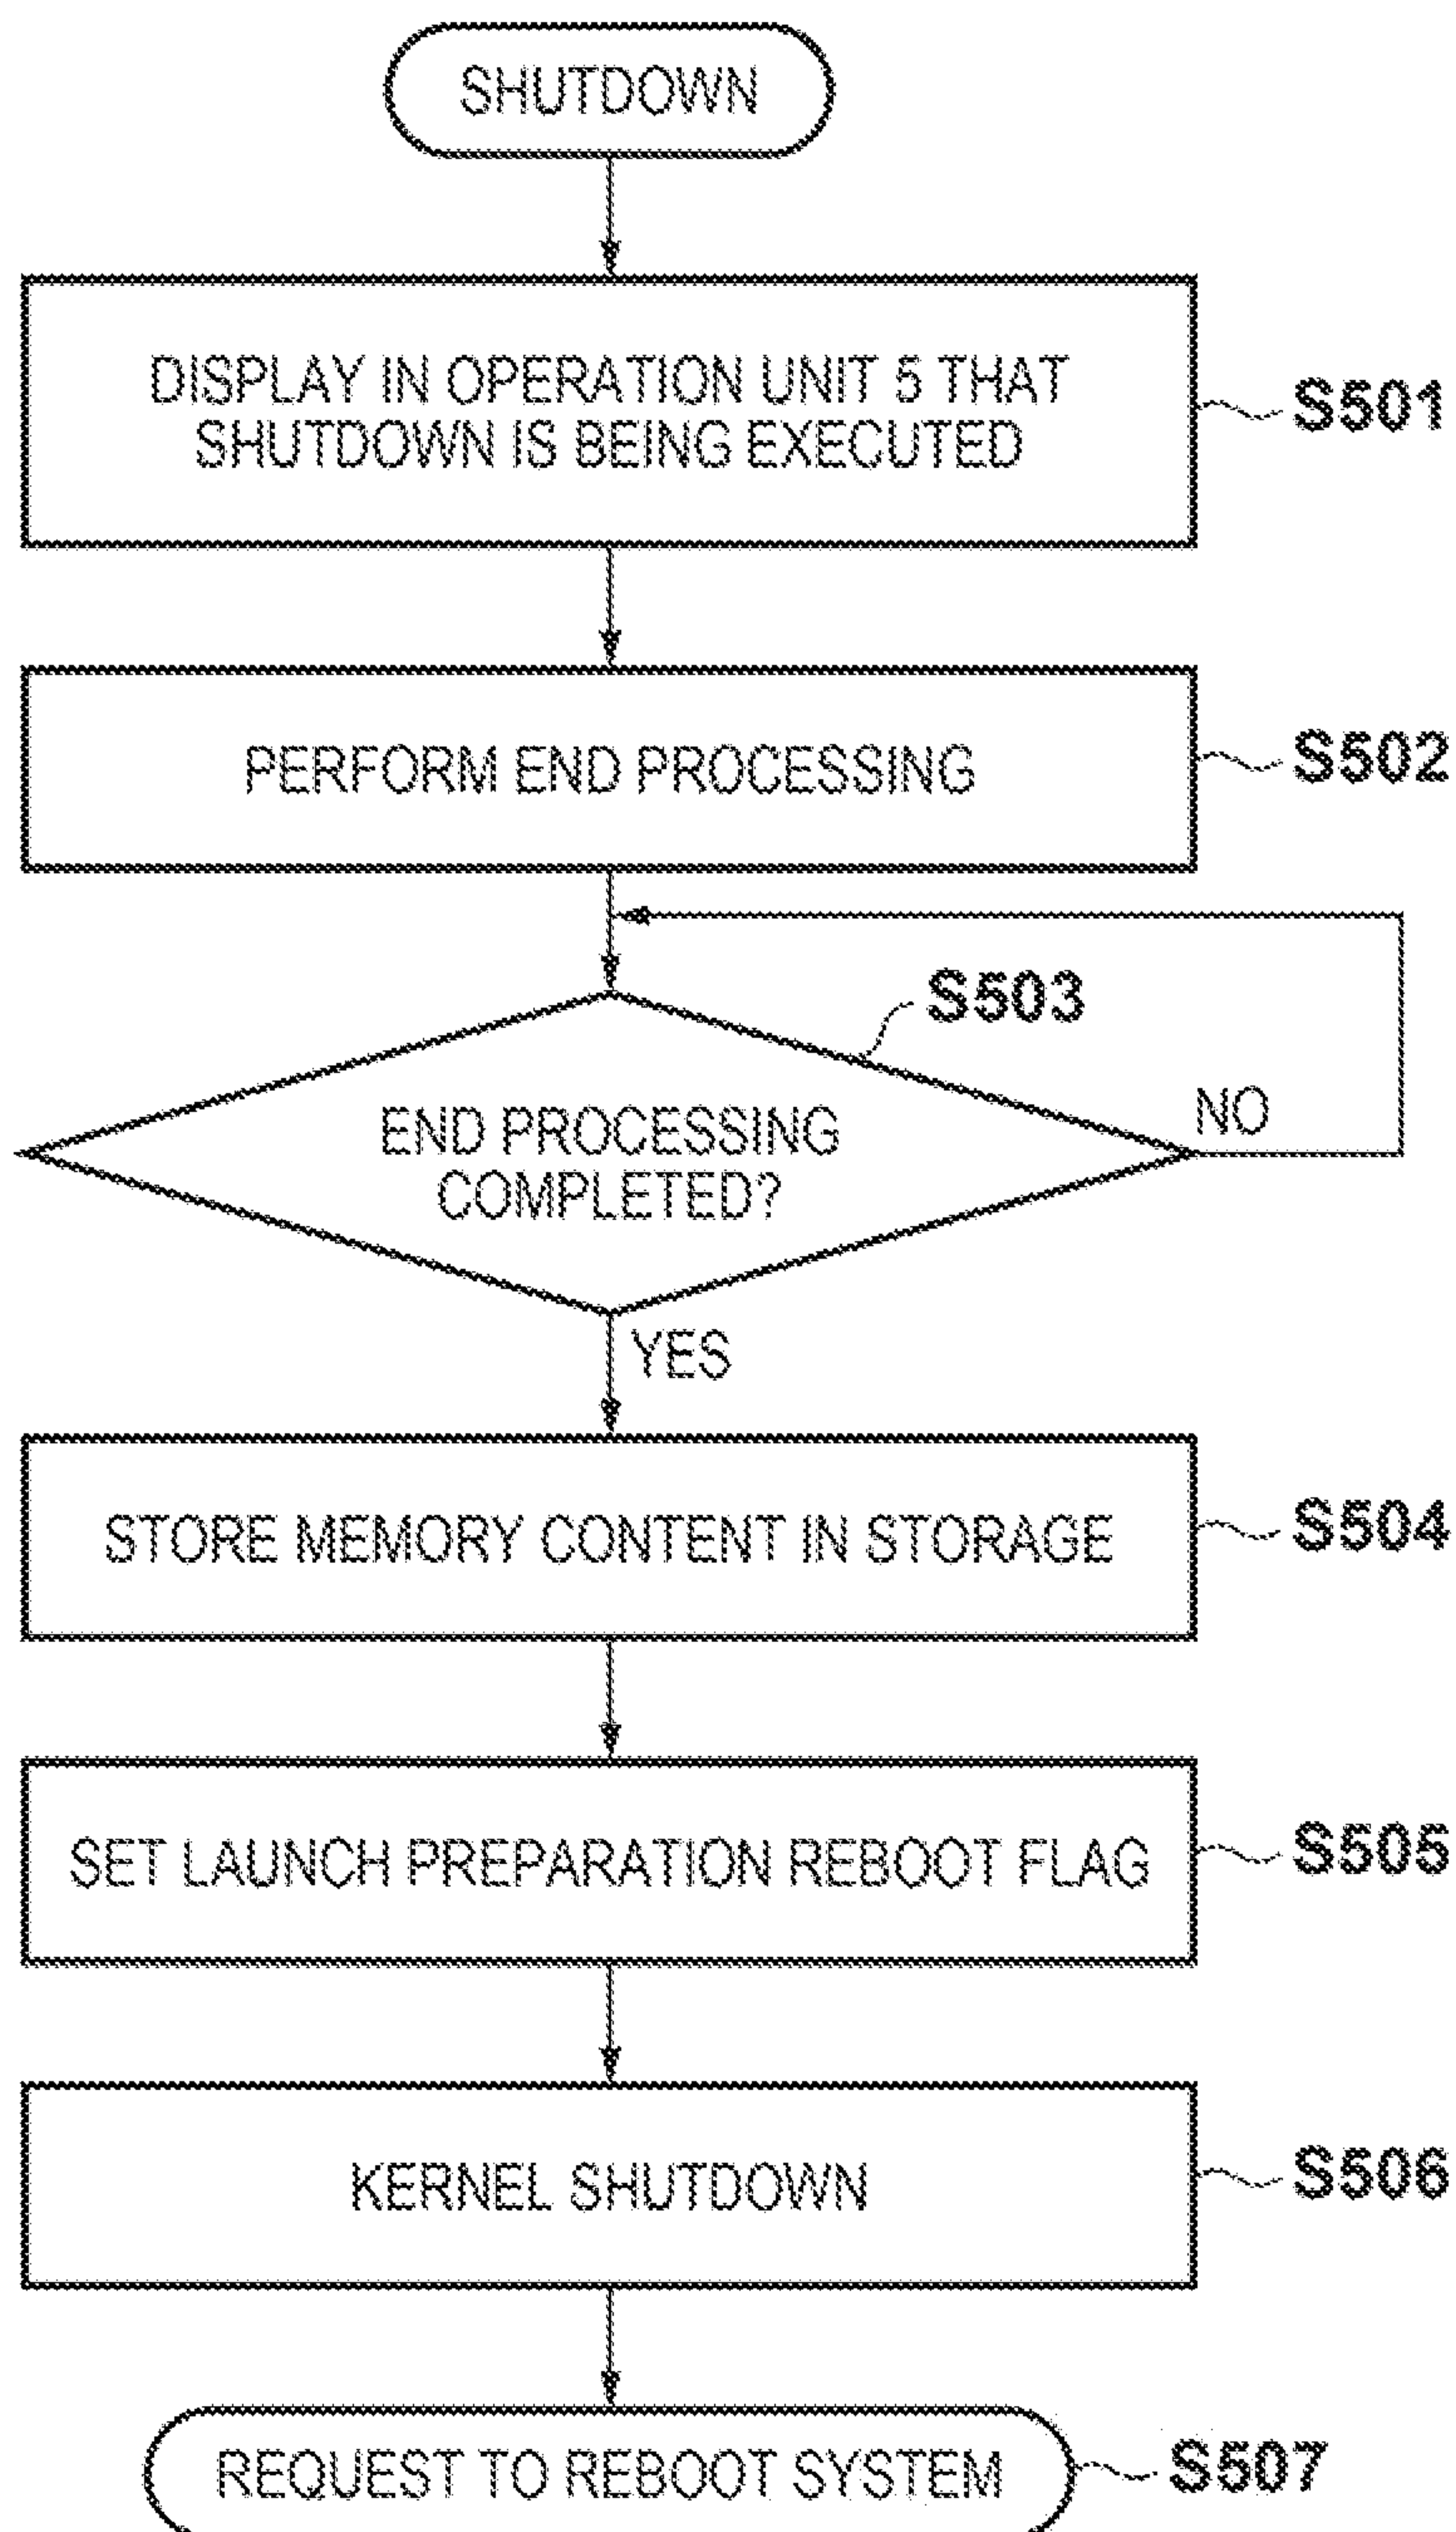 SHUTDOWN
DISPLAY IN OPERATION UNIT 5 THAT
SHUTDOWN IS BEING EXECUTED
S501
PERFORM END PROCESSING
S502
S503
END PROCESSING
COMPLETED?
NO
YES
STORE MEMORY CONTENT IN STORAGE
S504
SET LAUNCH PREPARATION REBOOT FLAG
S505
KERNEL SHUTDOWN
S506
REQUEST TO REBOOT SYSTEM
S507